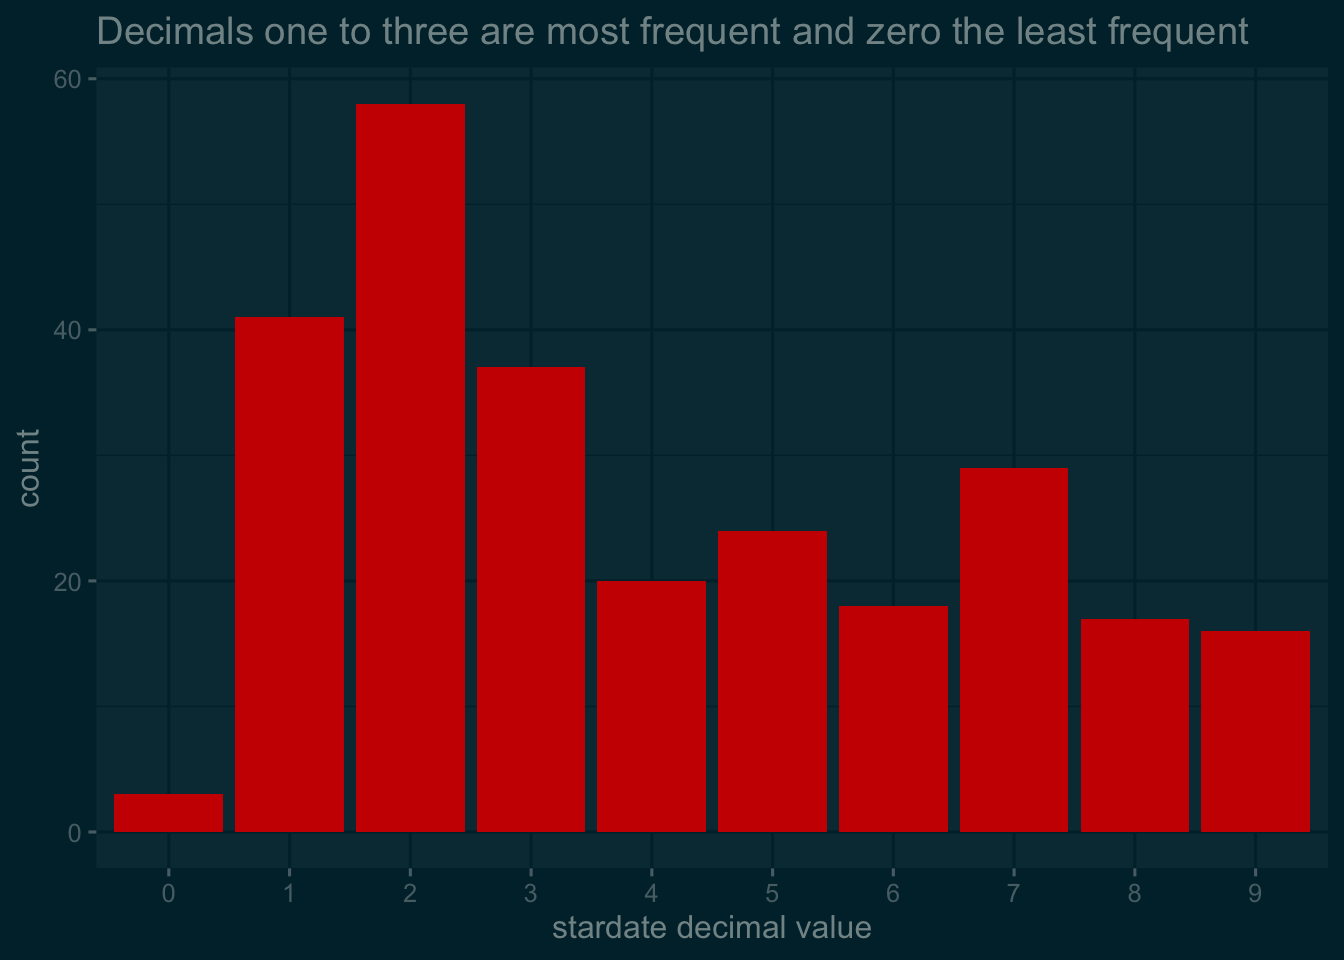 Decimals one to three are most frequent and zero the least frequent
60
40
20
0
count
0 1 2 3 4 5 6 7 8 9
stardate decimal value